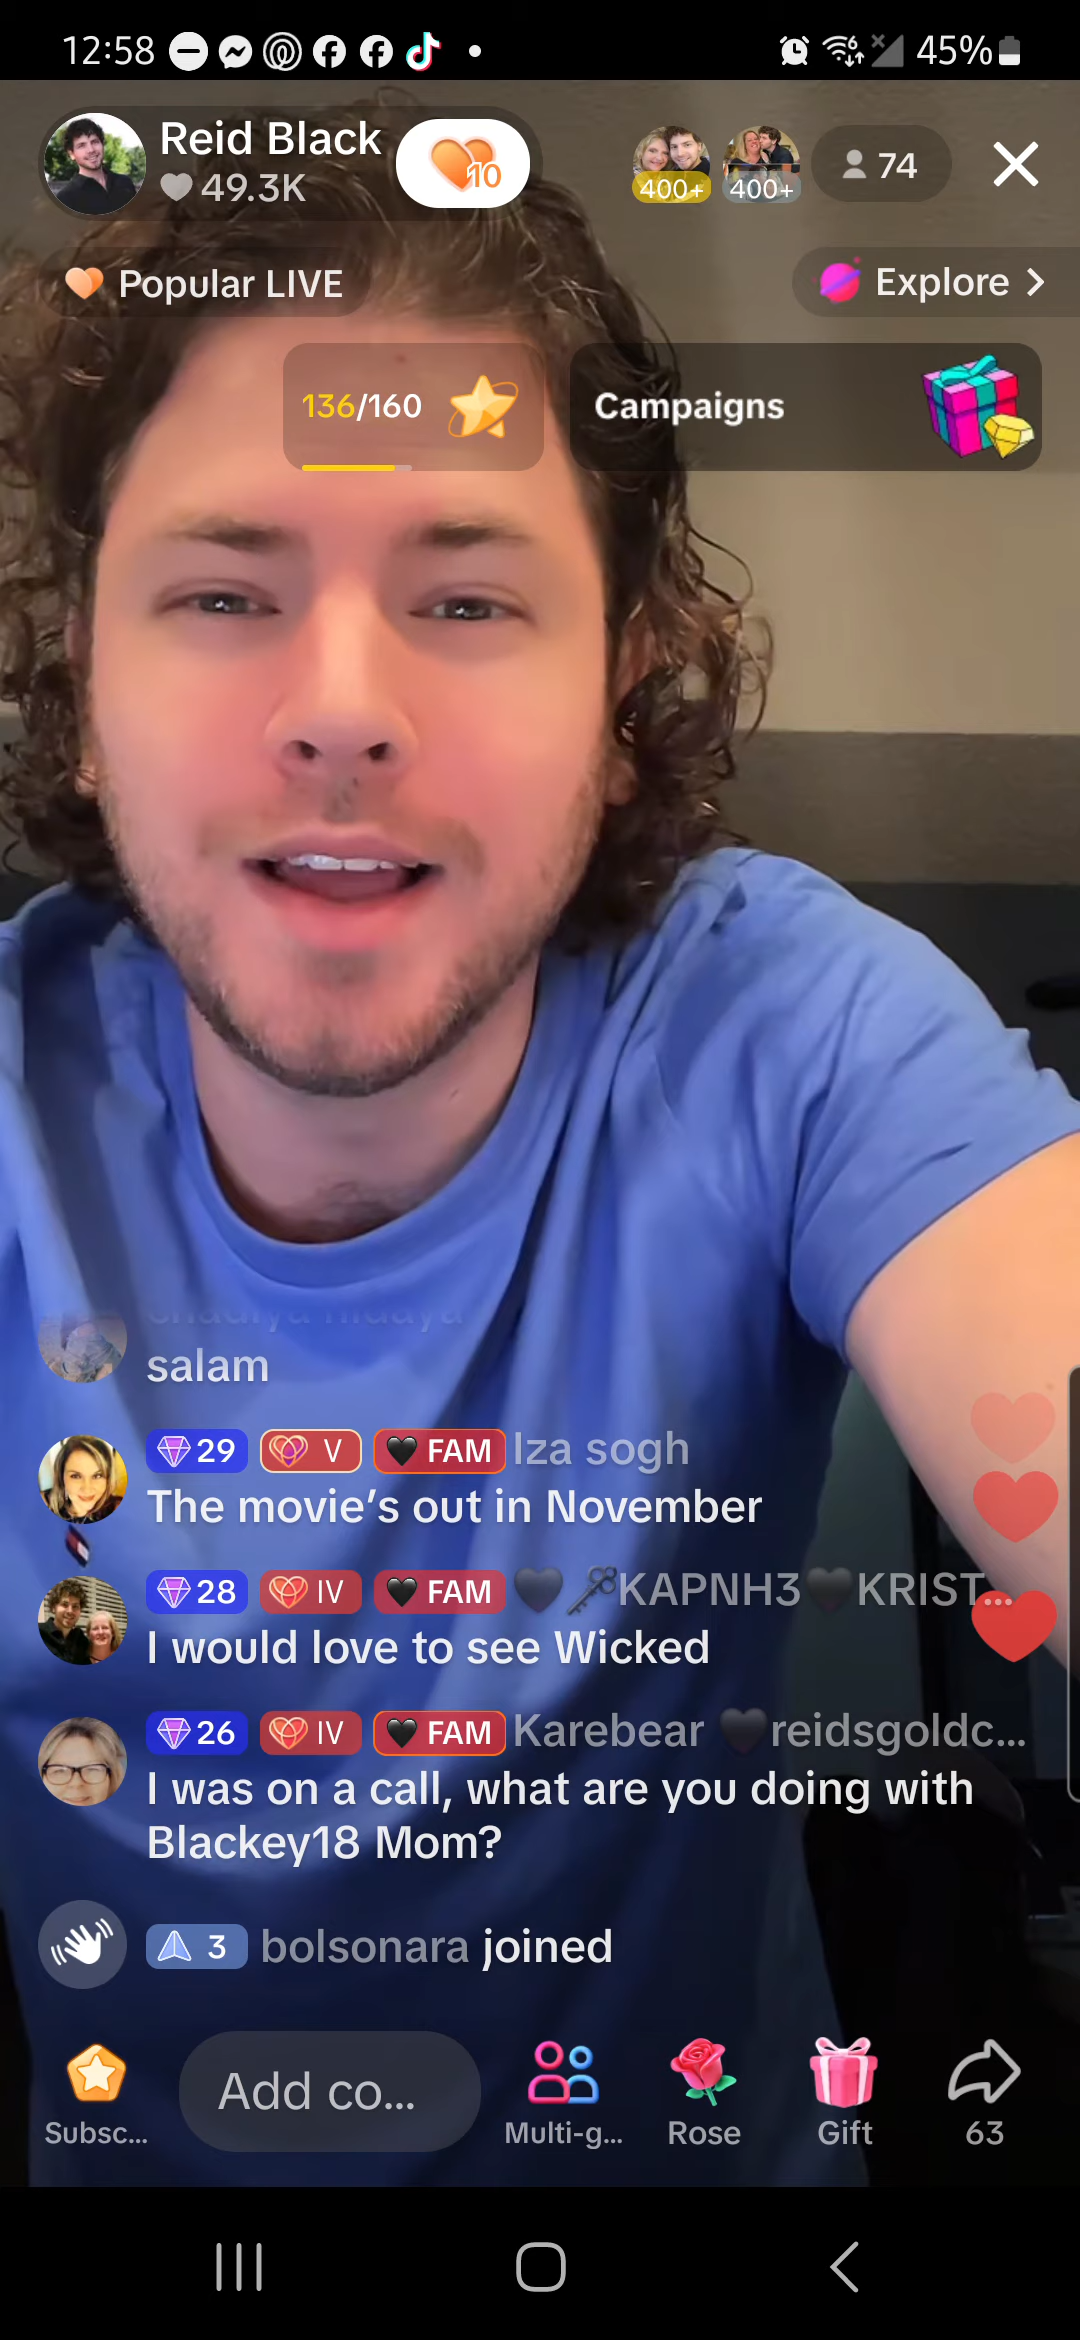 12:58
45%
Reid Black
49.3K
10
400+
400+
74
Popular LIVE
Explore >
136/160
Campaigns
salam
29 V 🖤 FAM Iza sogh
The movie’s out in November
28 IV 🖤 FAM 🖤🗝KAPNH3🖤KRIST...
I would love to see Wicked
26 IV 🖤 FAM Karebear 🖤reidsgoldc...
I was on a call, what are you doing with
Blackey18 Mom?
3 bolsonara joined
Subsc...
Add co...
Multi-g...
Rose
Gift
63